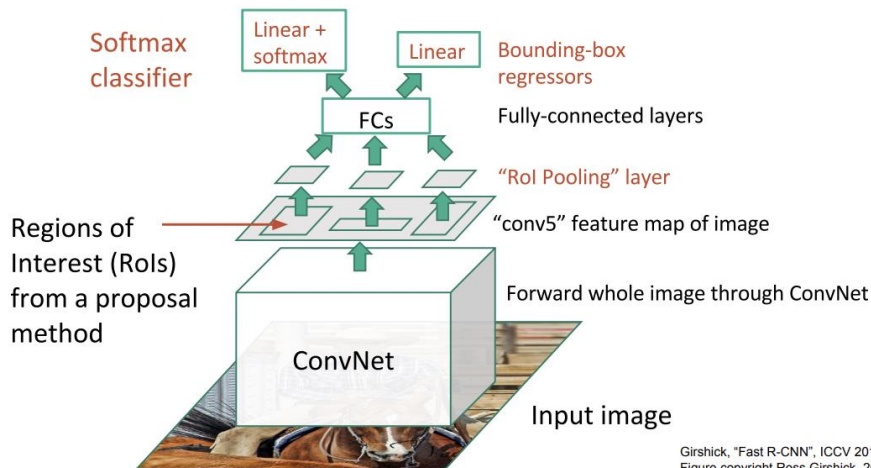 Softmax
classifier
Linear +
softmax
Linear
Bounding-box
regressors
FCs
Fully-connected layers
“RoI Pooling” layer
Regions of
Interest (RoIs)
from a proposal
method
“conv5” feature map of image
Forward whole image through ConvNet
ConvNet
Input image
Girshick, “Fast R-CNN”, ICCV 201
Figure copyright Ross Girshick, 2